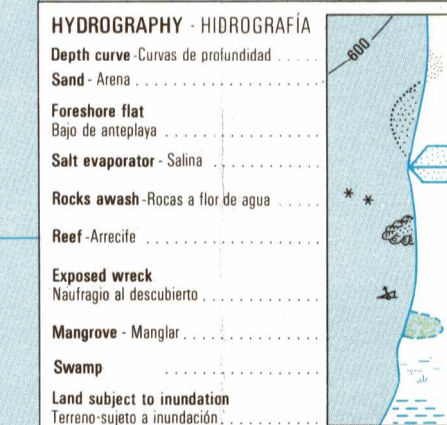 HYDROGRAPHY - HIDROGRAFÍA
Depth curve -Curvas de profundidad . . . . .
Sand - Arena . . . . . . . . . . . . . . . . . . . . . . .
Foreshore flat
Bajo de anteplaya . . . . . . . . . . . . . . . . .
Salt evaporator - Salina . . . . . . . . . . . . .
Rocks awash -Rocas a flor de agua . . . . .
Reef -Arrecife . . . . . . . . . . . . . . . . . . .
Exposed wreck
Naufragio al descubierto . . . . . . . . . . . . .
Mangrove - Manglar . . . . . . . . . . . . . . .
Swamp . . . . . . . . . . . . . . . . .
Land subject to inundation
Terreno-sujeto a inundación . . . . . . . . . . .
600